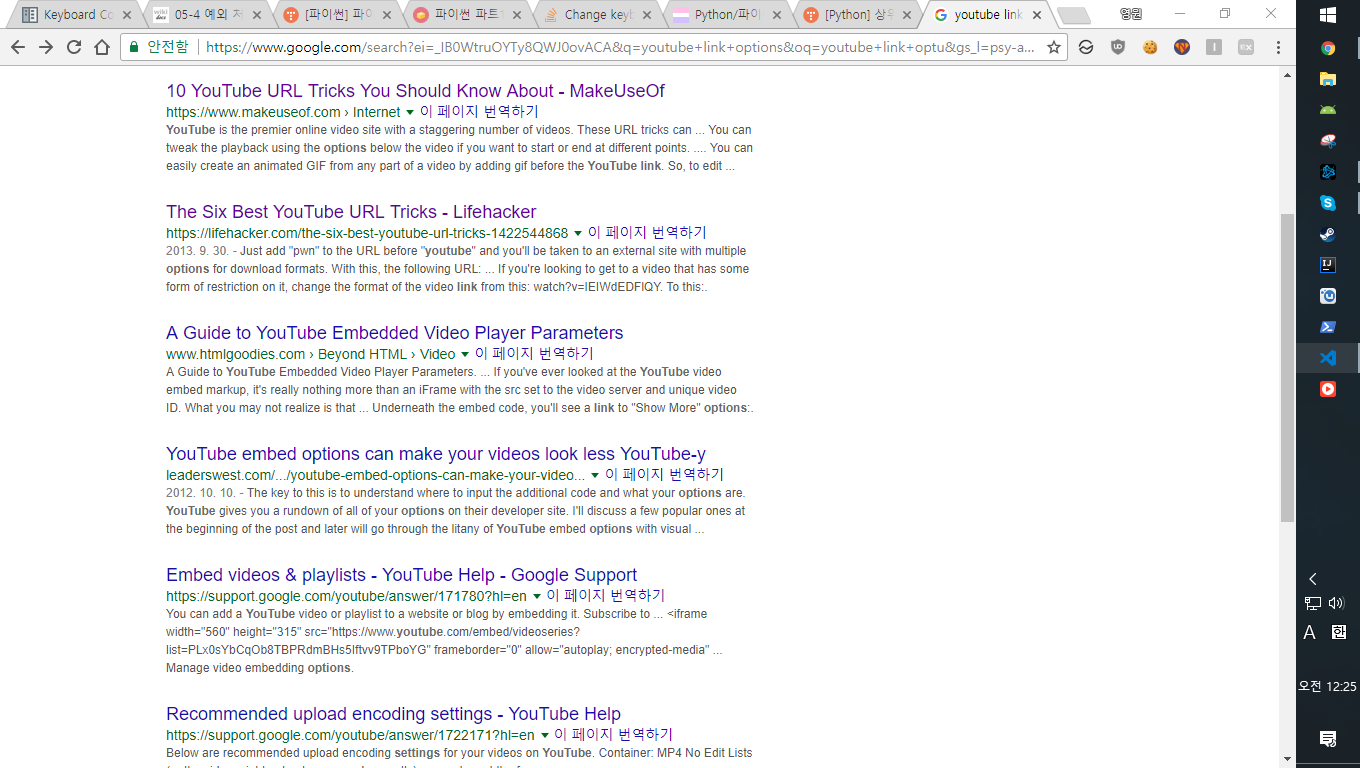 Keyboard Co
05-4 예외 처
[파이썬] 파이
파이썬 파트
Change keyb
Python/파이
[Python] 상위
youtube link
영원
안전함
https://www.google.com/search?ei=_IB0WtruOYTy8QWJ0ovACA&q=youtube+link+options&oq=youtube+link+optu&gs_l=psy-a...
10 YouTube URL Tricks You Should Know About - MakeUseOf
https://www.makeuseof.com › Internet ▼ 이 페이지 번역하기
YouTube is the premier online video site with a staggering number of videos. These URL tricks can ... You can
tweak the playback using the options below the video if you want to start or end at different points. .... You can
easily create an animated GIF from any part of a video by adding gif before the YouTube link. So, to edit ...
The Six Best YouTube URL Tricks - Lifehacker
https://lifehacker.com/the-six-best-youtube-url-tricks-1422544868 ▼ 이 페이지 번역하기
2013. 9. 30. - Just add "pwn" to the URL before "youtube" and you'll be taken to an external site with multiple
options for download formats. With this, the following URL: ... If you're looking to get to a video that has some
form of restriction on it, change the format of the video link from this: watch?v=IEIWdEDFlQY. To this:.
A Guide to YouTube Embedded Video Player Parameters
www.htmlgoodies.com › Beyond HTML › Video ▼ 이 페이지 번역하기
A Guide to YouTube Embedded Video Player Parameters. ... If you've ever looked at the YouTube video
embed markup, it's really nothing more than an iFrame with the src set to the video server and unique video
ID. What you may not realize is that ... Underneath the embed code, you'll see a link to "Show More" options:.
YouTube embed options can make your videos look less YouTube-y
leaderswest.com/.../youtube-embed-options-can-make-your-video... ▼ 이 페이지 번역하기
2012. 10. 10. - The key to this is to understand where to input the additional code and what your options are.
YouTube gives you a rundown of all of your options on their developer site. I'll discuss a few popular ones at
the beginning of the post and later will go through the litany of YouTube embed options with visual ...
Embed videos & playlists - YouTube Help - Google Support
https://support.google.com/youtube/answer/171780?hl=en ▼ 이 페이지 번역하기
You can add a YouTube video or playlist to a website or blog by embedding it. Subscribe to ... <iframe
width="560" height="315" src="https://www.youtube.com/embed/videoseries?
list=PLx0sYbCqOb8TBPRdmBHs5Iftvv9TPboYG" frameborder="0" allow="autoplay; encrypted-media" ...
Manage video embedding options.
Recommended upload encoding settings - YouTube Help
https://support.google.com/youtube/answer/1722171?hl=en ▼ 이 페이지 번역하기
Below are recommended upload encoding settings for your videos on YouTube. Container: MP4 No Edit Lists
A 한
오전 12:25